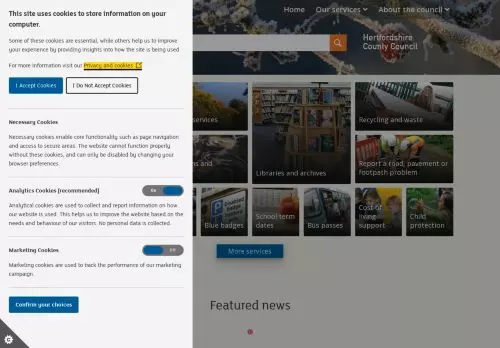 This site uses cookies to store information on your
computer.
Some of these cookies are essential, while others help us to improve
your experience by providing insights into how the site is being used.
For more information visit our Privacy and cookies
I Accept Cookies
I Do Not Accept Cookies
Necessary Cookies
Necessary cookies enable core functionality such as page navigation
and access to secure areas. The website cannot function properly
without these cookies, and can only be disabled by changing your
browser preferences.
Analytics Cookies (recommended)
On
Analytical cookies are used to collect and report information on how
our website is used. This helps us to improve the website based on the
needs and behaviour of our visitors. No personal data is collected.
Marketing Cookies
Off
Marketing cookies are used to track the performance of our marketing
campaign.
Confirm your choices
Home
Our services
About the council
Hertfordshire
County Council
services
Libraries and archives
Recycling and waste
ns and
Report a road, pavement or
footpath problem
Blue badges
School term
dates
Bus passes
Cost of
living
support
Child
protection
More services
Featured news